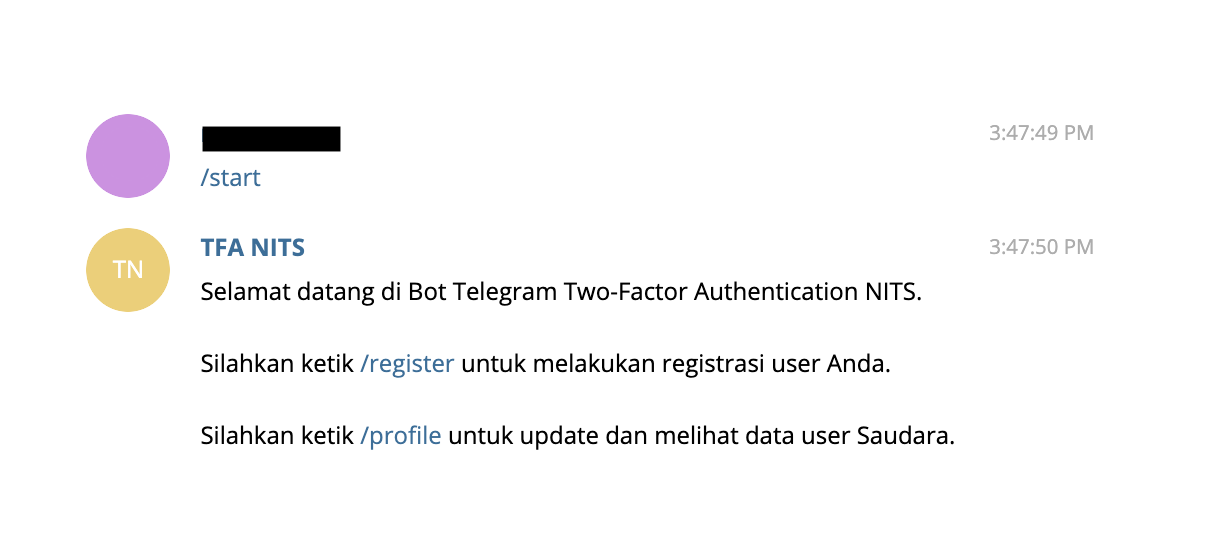 3:47:49 PM
/start
TFA NITS
3:47:50 PM
TN
Selamat datang di Bot Telegram Two-Factor Authentication NITS.
Silahkan ketik /register untuk melakukan registrasi user Anda.
Silahkan ketik /profile untuk update dan melihat data user Saudara.